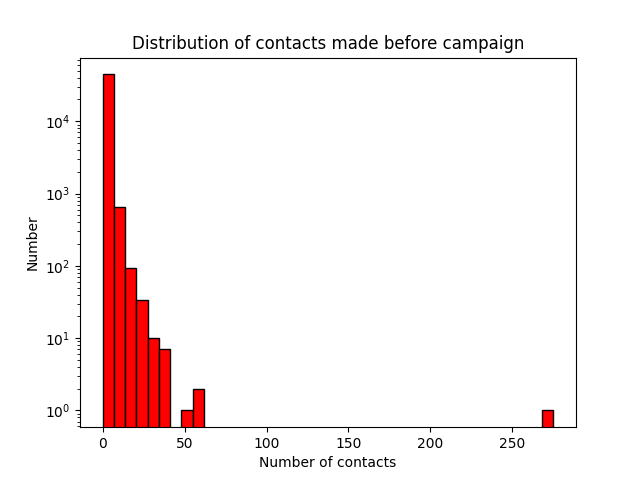 Distribution of contacts made before campaign
Number
10⁴
10³
10²
10¹
10⁰
0 50 100 150 200 250
Number of contacts